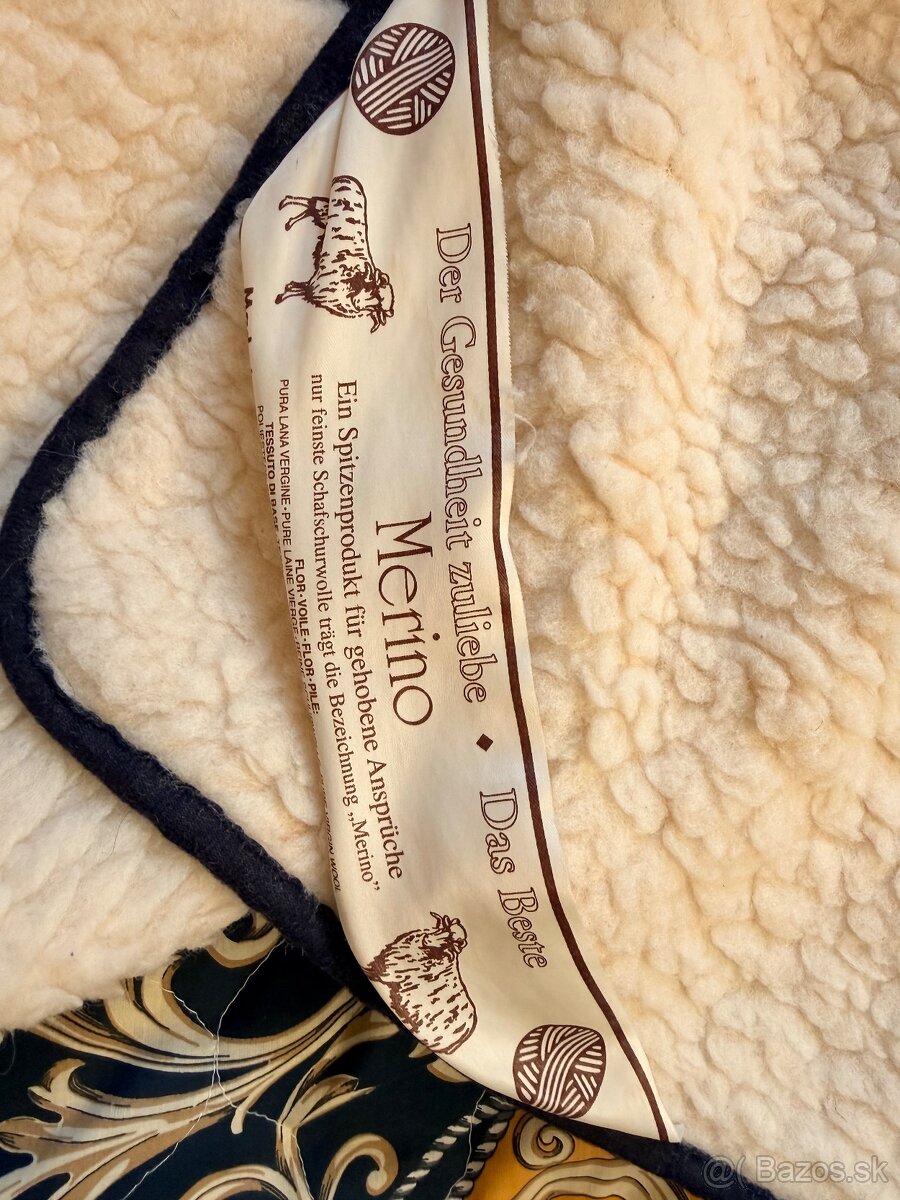 Der Gesundheit zuliebe ◆ Das Beste
Merino
Ein Spitzenprodukt für gehobene Ansprüche
nur feinste Schafschurwolle trägt die Bezeichnung „Merino”
FLOR·VOILE·FLOR·PILE:
PURA LANA VERGINE·PURE LAINE VIERGE
WOOL
TESSUTO DI BASE
@( Bazos.sk